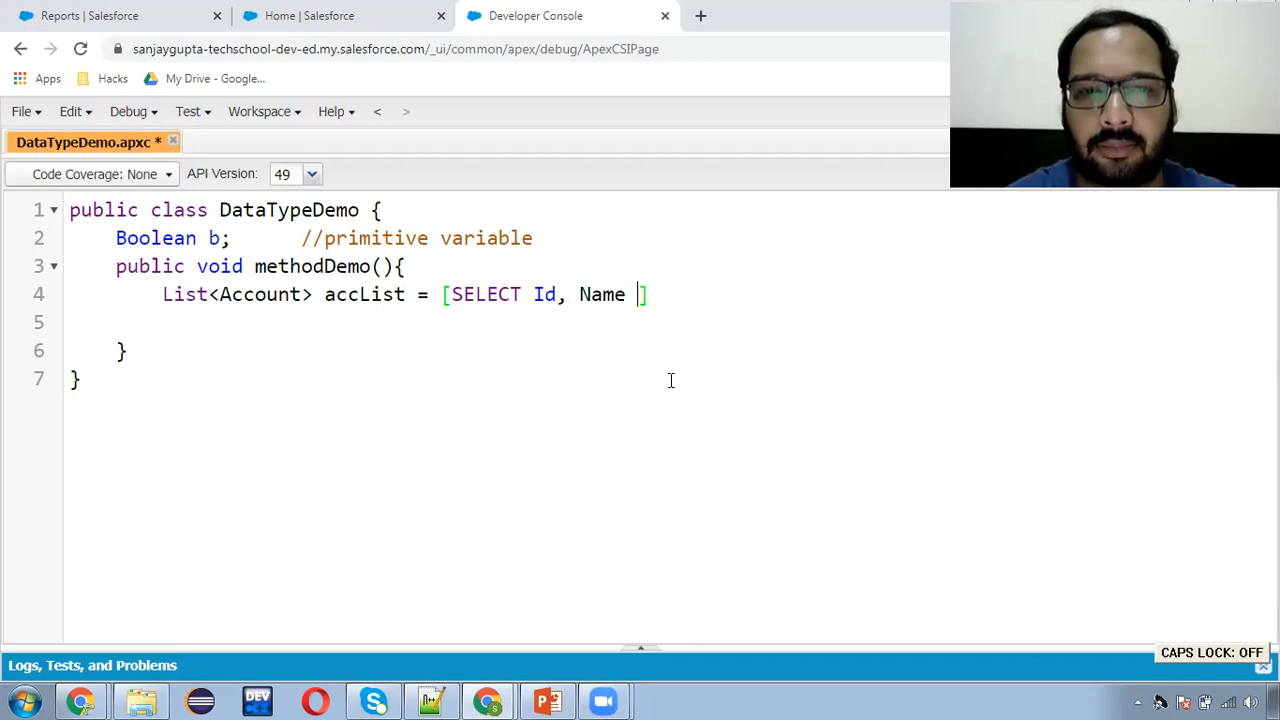 Reports | Salesforce
Home | Salesforce
Developer Console
sanjaygupta-techschool-dev-ed.my.salesforce.com/_ui/common/apex/debug/ApexCSIPage
Apps
Hacks
My Drive - Google...
File Edit Debug Test Workspace Help < >
DataTypeDemo.apxc *
Code Coverage: None API Version: 49
1 public class DataTypeDemo {
2 Boolean b; //primitive variable
3 public void methodDemo(){
4 List<Account> accList = [SELECT Id, Name ]
5
6 }
7 }
Logs, Tests, and Problems
CAPS LOCK: OFF
DEV C++